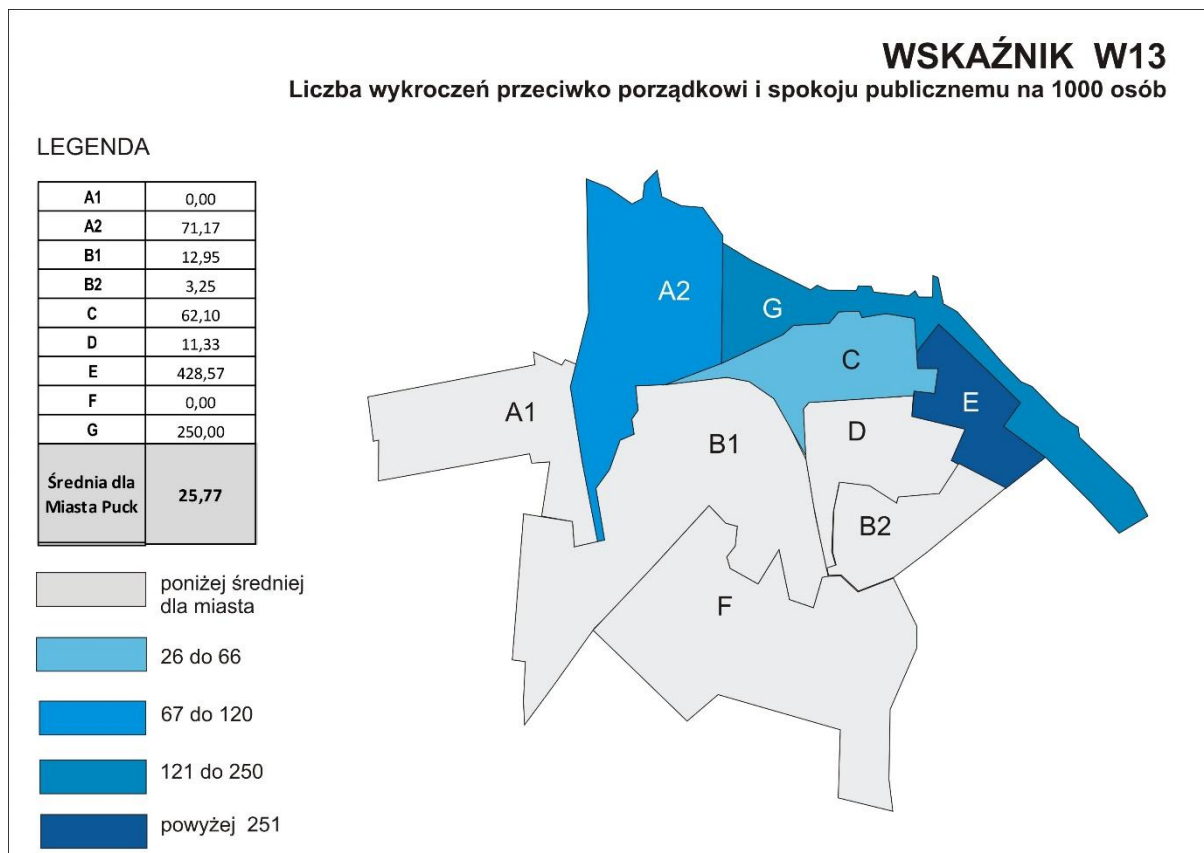 WSKAŹNIK W13
Liczba wykroczeń przeciwko porządkowi i spokoju publicznemu na 1000 osób
LEGENDA
A1 0,00
A2 71,17
B1 12,95
B2 3,25
C 62,10
D 11,33
E 428,57
F 0,00
G 250,00
Średnia dla
Miasta Puck
25,77
poniżej średniej
dla miasta
26 do 66
67 do 120
121 do 250
powyżej 251
A2
G
C
A1
E
D
B1
B2
F